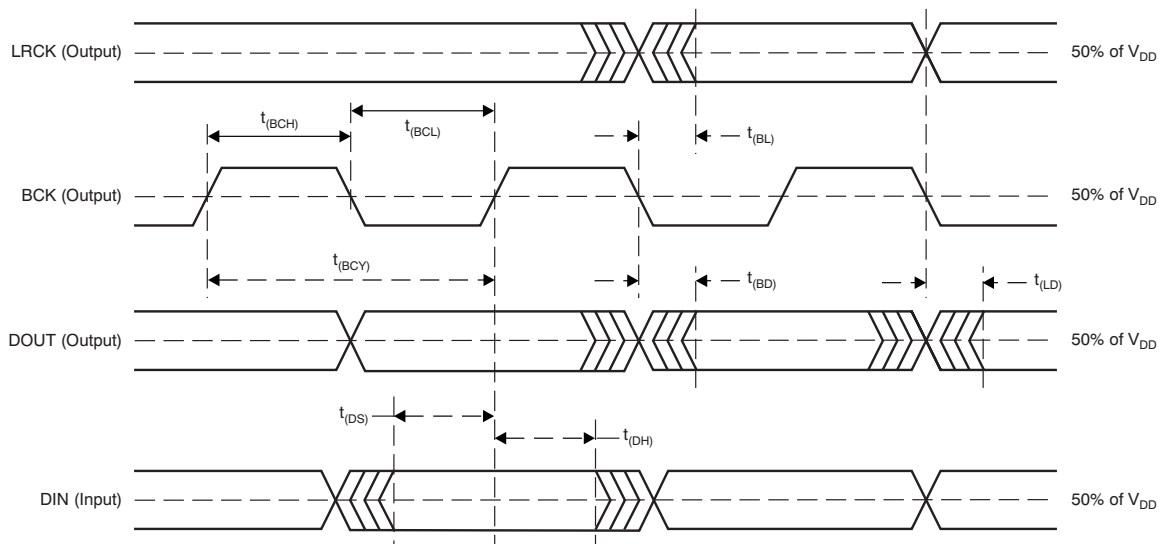 LRCK (Output)
50% of VDD
t(BCH)
t(BCL)
t(BL)
BCK (Output)
50% of VDD
t(BCY)
t(BD)
t(LD)
DOUT (Output)
50% of VDD
t(DS)
t(DH)
DIN (Input)
50% of VDD